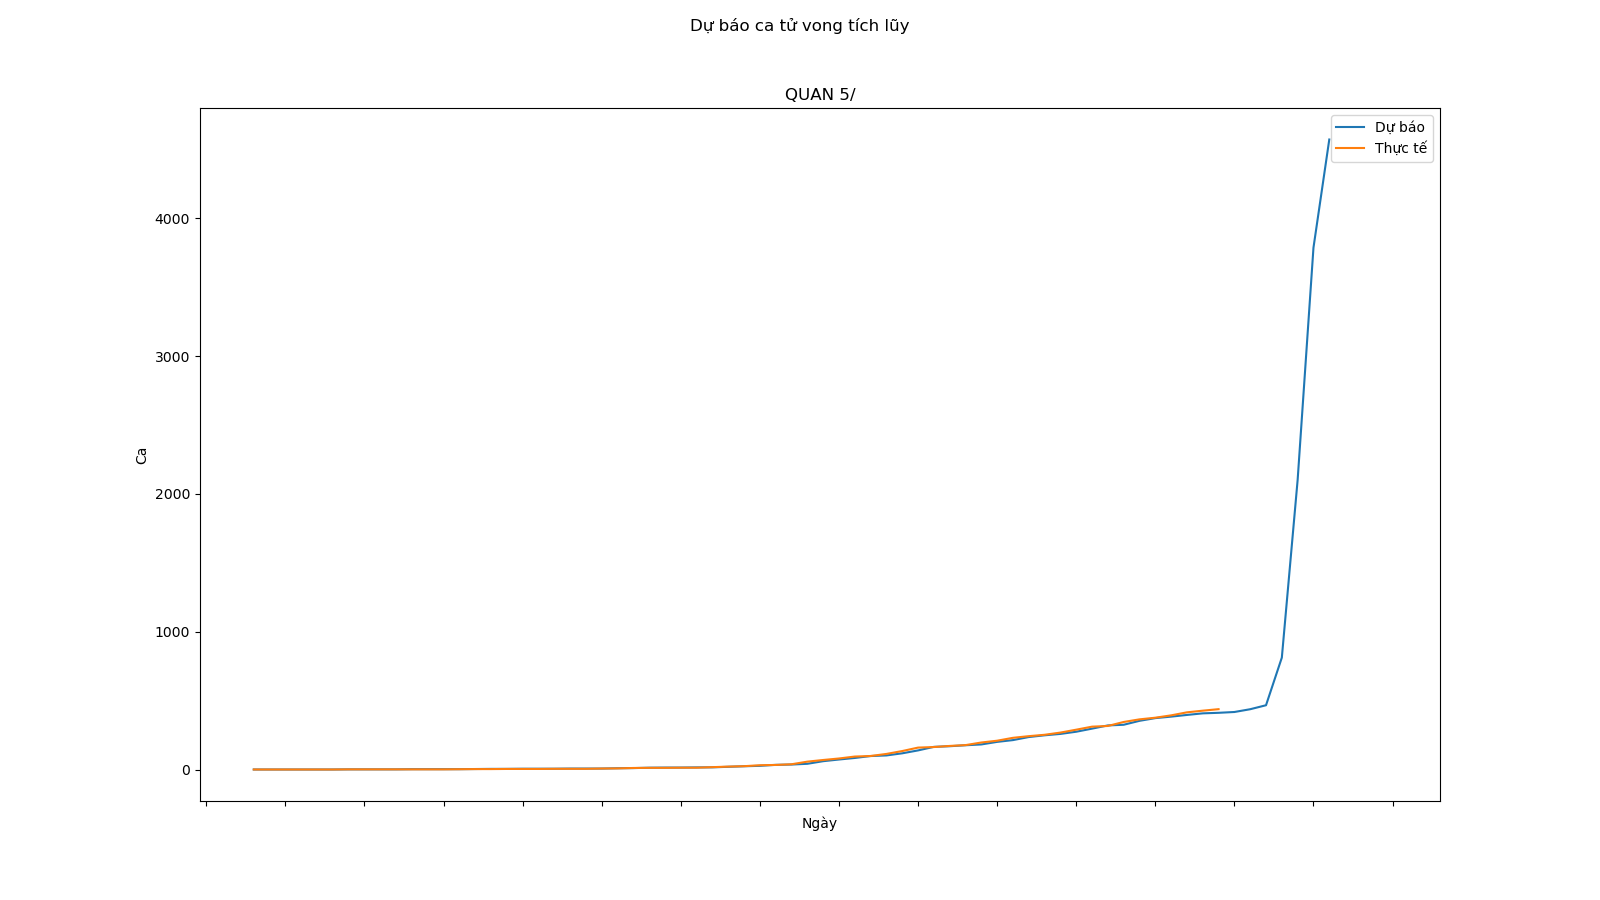 Dự báo ca tử vong tích lũy
QUAN 5/
Dự báo
Thực tế
4000
3000
2000
1000
0
Ca
Ngày